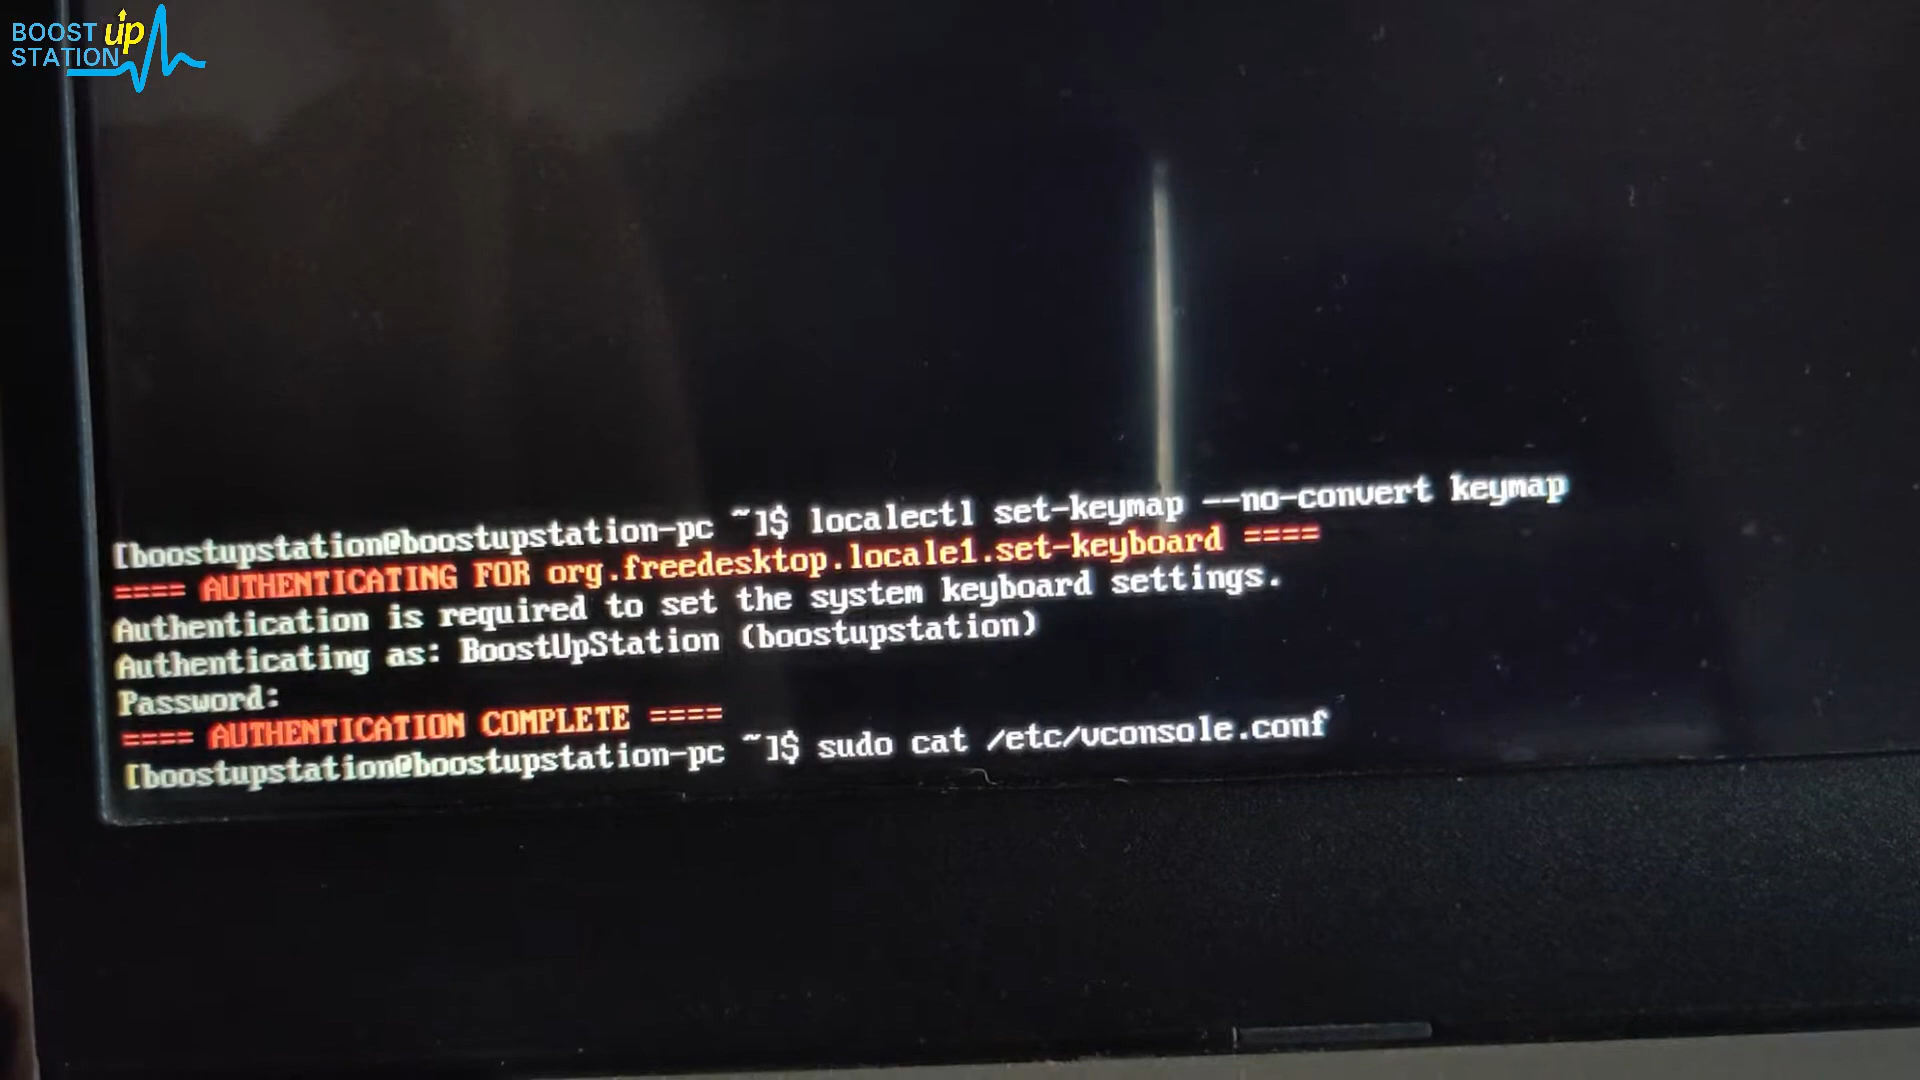 BOOST up
STATION
[boostupstation@boostupstation-pc ~]$ localectl set-keymap --no-convert keymap
==== AUTHENTICATING FOR org.freedesktop.locale1.set-keyboard ====
Authentication is required to set the system keyboard settings.
Authenticating as: BoostUpStation (boostupstation)
Password:
==== AUTHENTICATION COMPLETE ====
[boostupstation@boostupstation-pc ~]$ sudo cat /etc/vconsole.conf